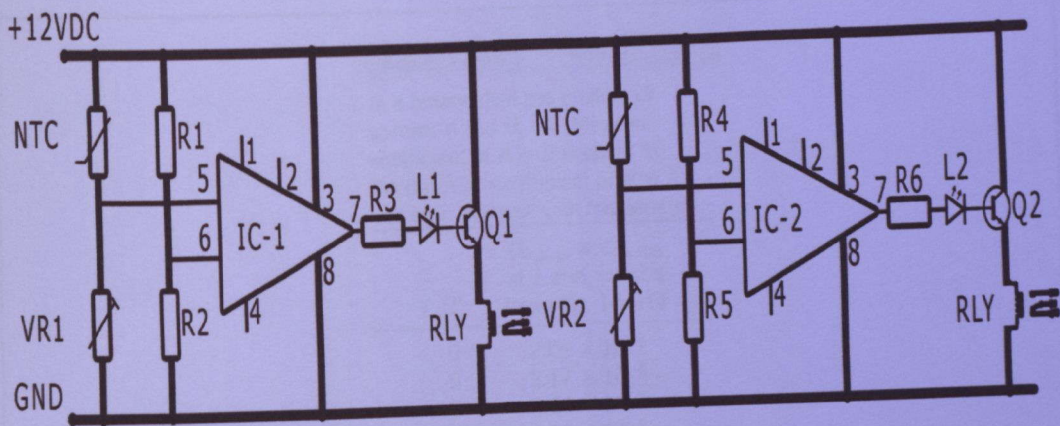 +12VDC
NTC
R1
5
6
1
2
3
IC-1
7
R3
L1
Q1
8
4
VR1
R2
RLY
GND
NTC
R4
5
6
1
2
3
IC-2
7
R6
L2
Q2
8
4
VR2
R5
RLY